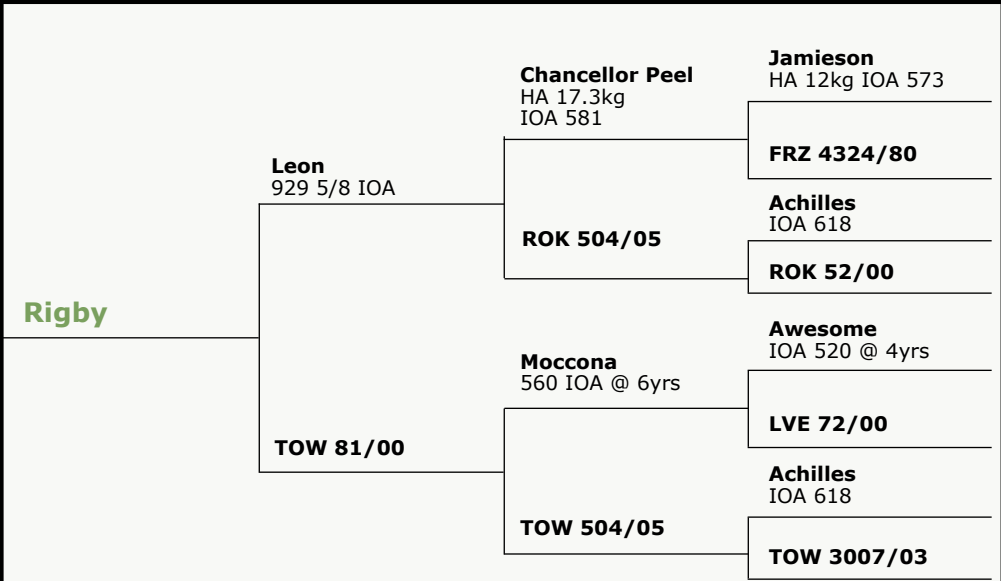 Rigby
Leon
929 5/8 IOA
TOW 81/00
Chancellor Peel
HA 17.3kg
IOA 581
ROK 504/05
Moccona
560 IOA @ 6yrs
TOW 504/05
Jamieson
HA 12kg IOA 573
FRZ 4324/80
Achilles
IOA 618
ROK 52/00
Awesome
IOA 520 @ 4yrs
LVE 72/00
Achilles
IOA 618
TOW 3007/03